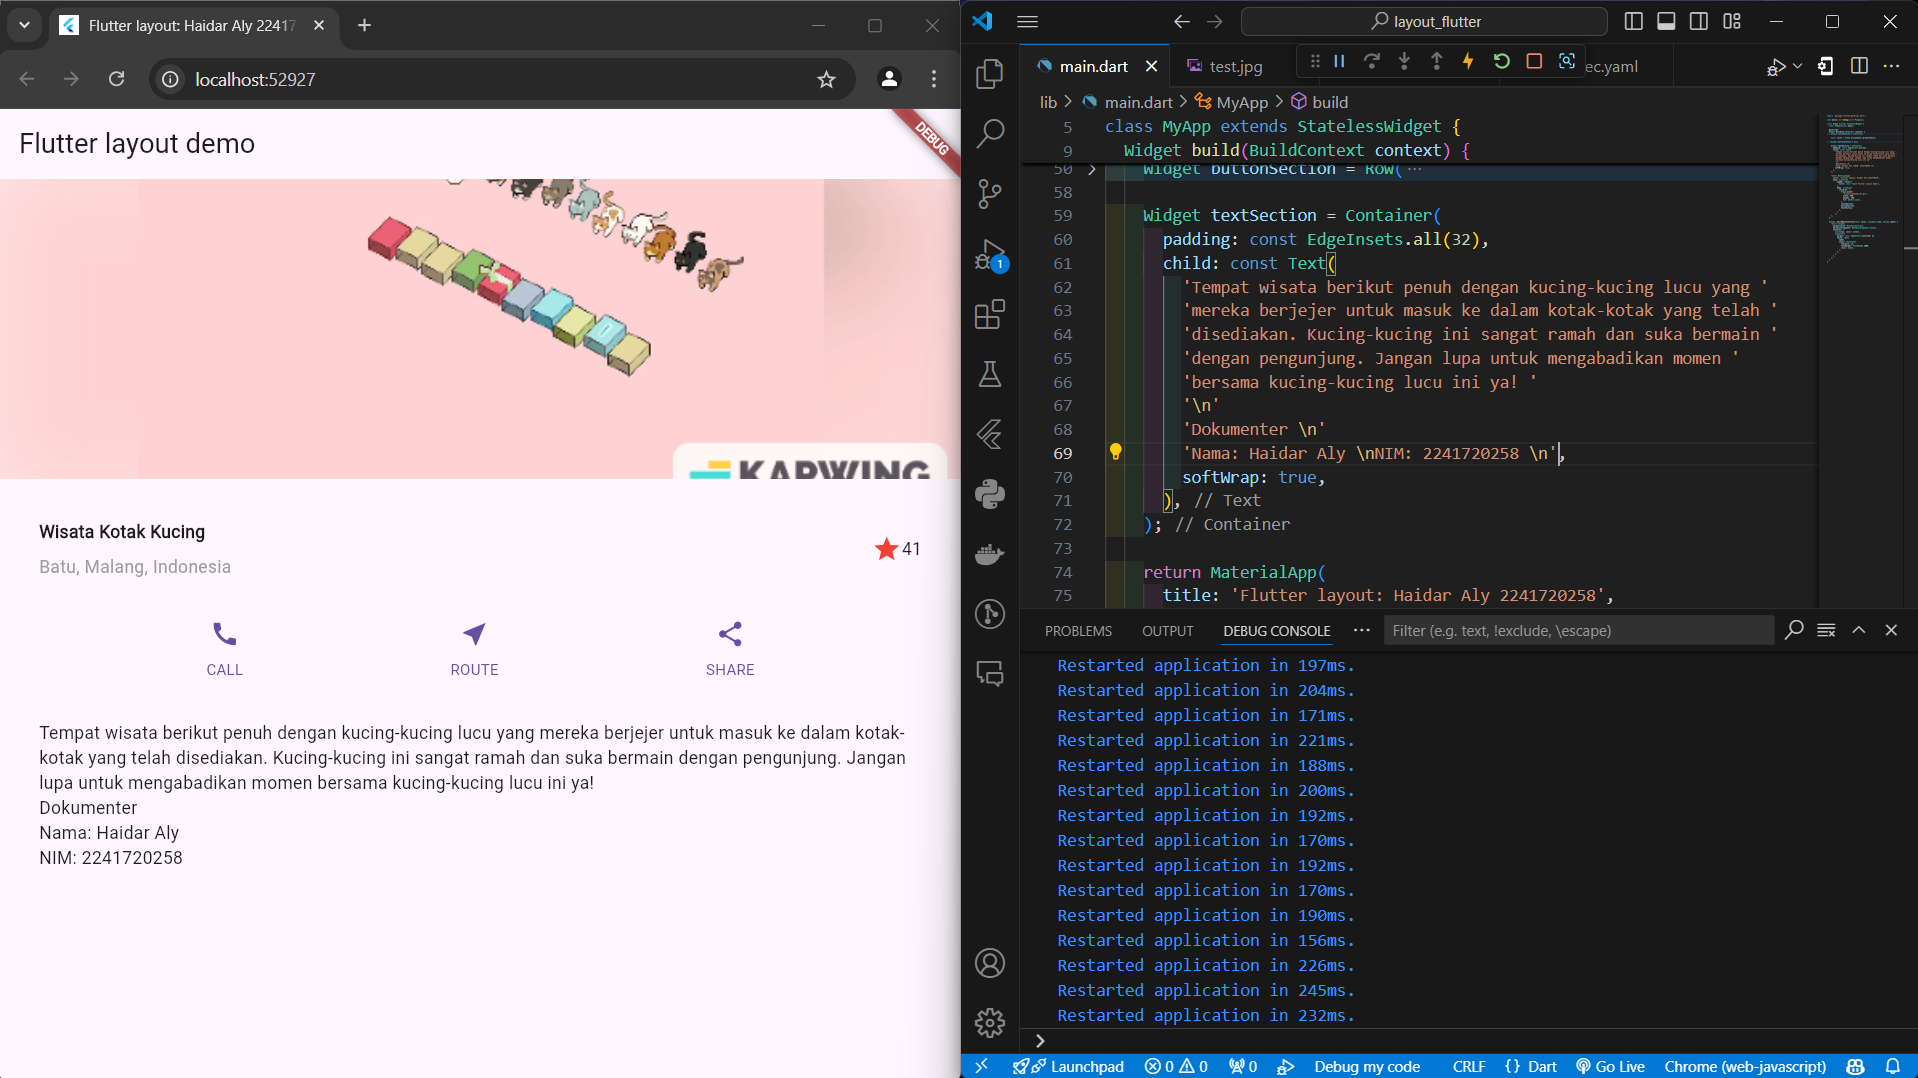 Flutter layout: Haidar Aly 22417
localhost:52927
Flutter layout demo
DEBUG
KAPWING
Wisata Kotak Kucing
Batu, Malang, Indonesia
41
CALL
ROUTE
SHARE
Tempat wisata berikut penuh dengan kucing-kucing lucu yang mereka berjejer untuk masuk ke dalam kotak-
kotak yang telah disediakan. Kucing-kucing ini sangat ramah dan suka bermain dengan pengunjung. Jangan
lupa untuk mengabadikan momen bersama kucing-kucing lucu ini ya!
Dokumenter
Nama: Haidar Aly
NIM: 2241720258
layout_flutter
main.dart
test.jpg
ec.yaml
lib > main.dart > MyApp > build
5 class MyApp extends StatelessWidget {
9 Widget build(BuildContext context) {
50 Widget buttonSection = Row( ···
58
59 Widget textSection = Container(
60 padding: const EdgeInsets.all(32),
61 child: const Text(
62 'Tempat wisata berikut penuh dengan kucing-kucing lucu yang '
63 'mereka berjejer untuk masuk ke dalam kotak-kotak yang telah '
64 'disediakan. Kucing-kucing ini sangat ramah dan suka bermain '
65 'dengan pengunjung. Jangan lupa untuk mengabadikan momen '
66 'bersama kucing-kucing lucu ini ya! '
67 '\n'
68 'Dokumenter \n'
69 'Nama: Haidar Aly \nNIM: 2241720258 \n',
70 softWrap: true,
71 ), // Text
72 ); // Container
73
74 return MaterialApp(
75 title: 'Flutter layout: Haidar Aly 2241720258',
1
PROBLEMS
OUTPUT
DEBUG CONSOLE
Filter (e.g. text, !exclude, \escape)
Restarted application in 197ms.
Restarted application in 204ms.
Restarted application in 171ms.
Restarted application in 221ms.
Restarted application in 188ms.
Restarted application in 200ms.
Restarted application in 192ms.
Restarted application in 170ms.
Restarted application in 192ms.
Restarted application in 170ms.
Restarted application in 190ms.
Restarted application in 156ms.
Restarted application in 226ms.
Restarted application in 245ms.
Restarted application in 232ms.
Launchpad
0 0
0
Debug my code
CRLF
{} Dart
Go Live
Chrome (web-javascript)